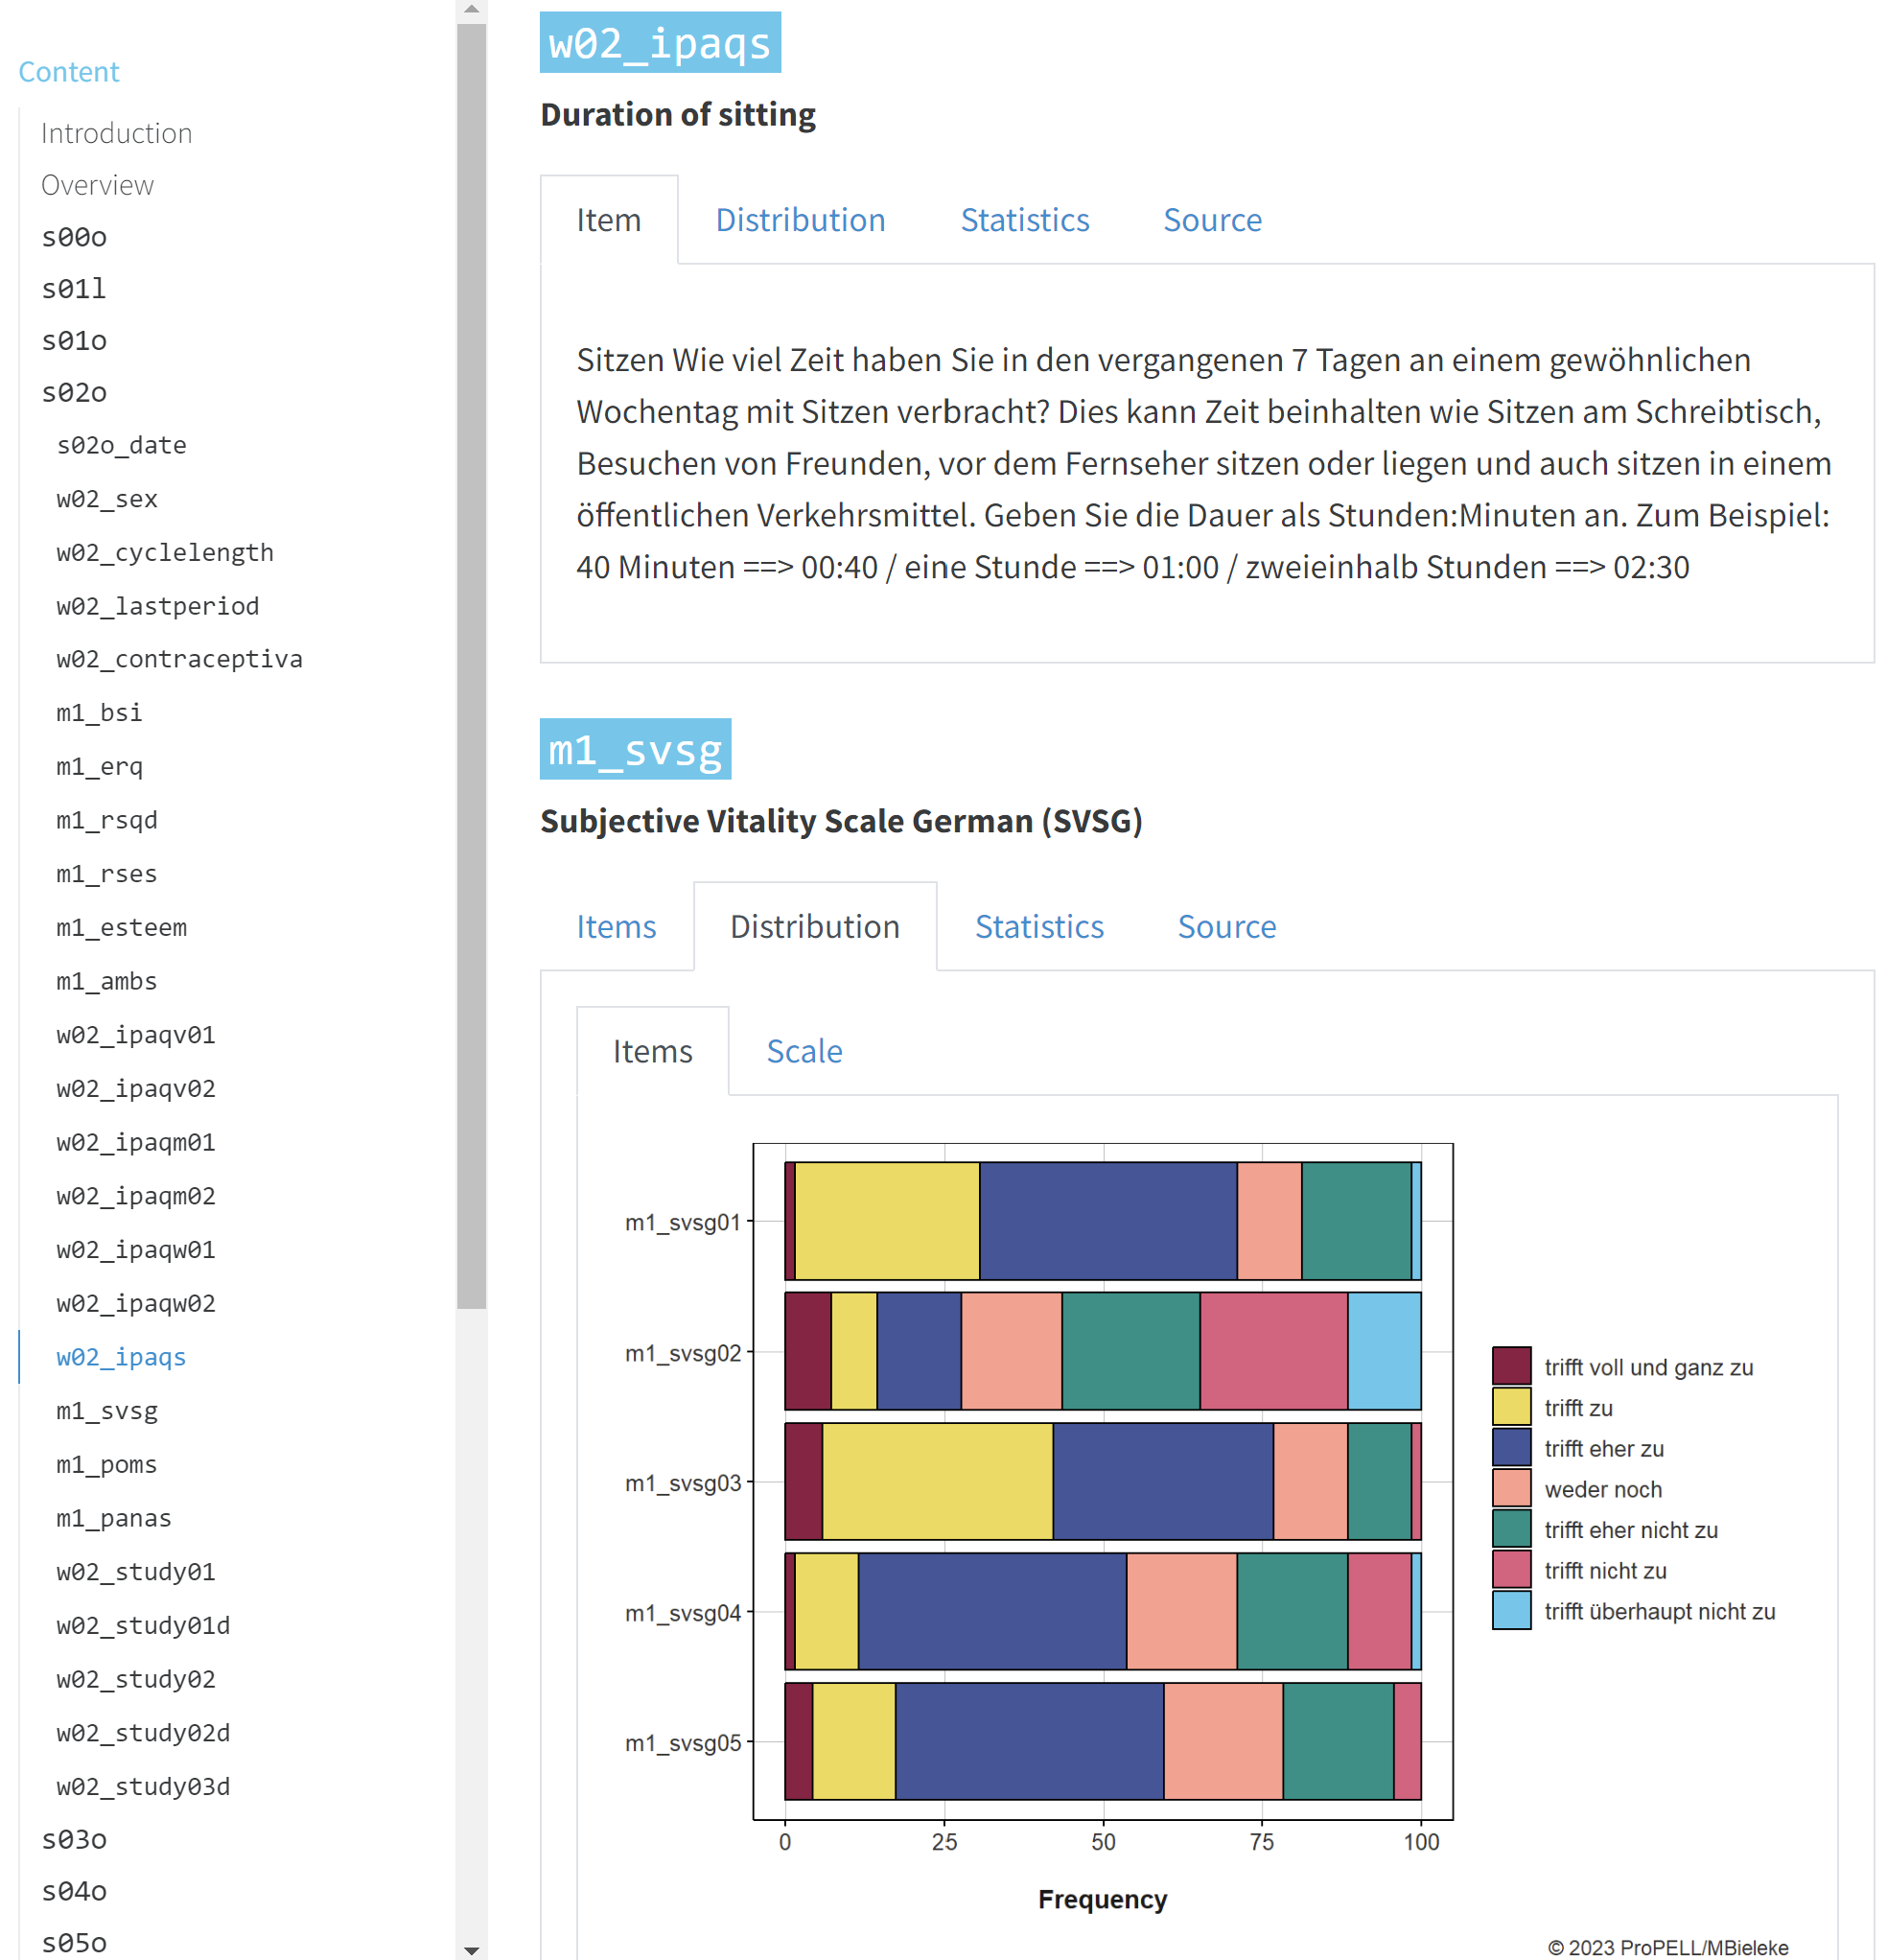 Content
Introduction
Overview
s00o
s01l
s01o
s02o
s02o_date
w02_sex
w02_cyclelength
w02_lastperiod
w02_contraceptiva
m1_bsi
m1_erq
m1_rsqd
m1_rses
m1_esteem
m1_ambs
w02_ipaqv01
w02_ipaqv02
w02_ipaqm01
w02_ipaqm02
w02_ipaqw01
w02_ipaqw02
w02_ipaqs
m1_svsg
m1_poms
m1_panas
w02_study01
w02_study01d
w02_study02
w02_study02d
w02_study03d
s03o
s04o
s05o
w02_ipaqs
Duration of sitting
Item Distribution Statistics Source
Sitzen Wie viel Zeit haben Sie in den vergangenen 7 Tagen an einem gewöhnlichen
Wochentag mit Sitzen verbracht? Dies kann Zeit beinhalten wie Sitzen am Schreibtisch,
Besuchen von Freunden, vor dem Fernseher sitzen oder liegen und auch sitzen in einem
öffentlichen Verkehrsmittel. Geben Sie die Dauer als Stunden:Minuten an. Zum Beispiel:
40 Minuten ==> 00:40 / eine Stunde ==> 01:00 / zweieinhalb Stunden ==> 02:30
m1_svsg
Subjective Vitality Scale German (SVSG)
Items Distribution Statistics Source
Items Scale
m1_svsg01
m1_svsg02
m1_svsg03
m1_svsg04
m1_svsg05
0 25 50 75 100
Frequency
trifft voll und ganz zu
trifft zu
trifft eher zu
weder noch
trifft eher nicht zu
trifft nicht zu
trifft überhaupt nicht zu
© 2023 ProPELL/MBieleke